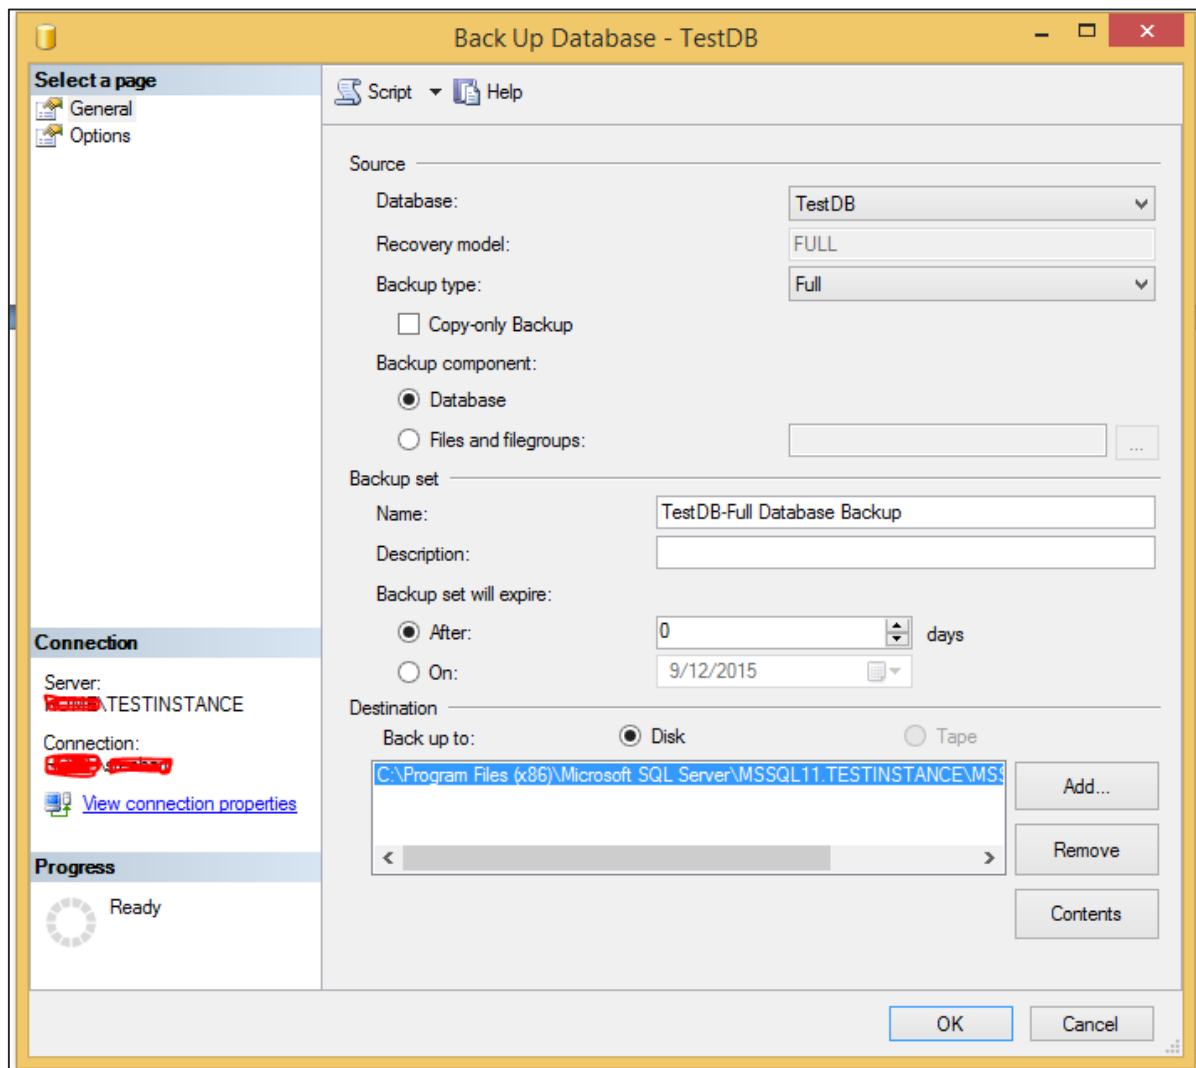 Back Up Database - TestDB
Select a page
General
Options
Script
Help
Source
Database:
TestDB
Recovery model:
FULL
Backup type:
Full
Copy-only Backup
Backup component:
Database
Files and filegroups:
...
Backup set
Name:
TestDB-Full Database Backup
Description:
Backup set will expire:
After:
0
days
On:
9/12/2015
Destination
Back up to:
Disk
Tape
C:\Program Files (x86)\Microsoft SQL Server\MSSQL11.TESTINSTANCE\MSS
Add...
Remove
Contents
Connection
Server:
\TESTINSTANCE
Connection:
View connection properties
Progress
Ready
OK
Cancel